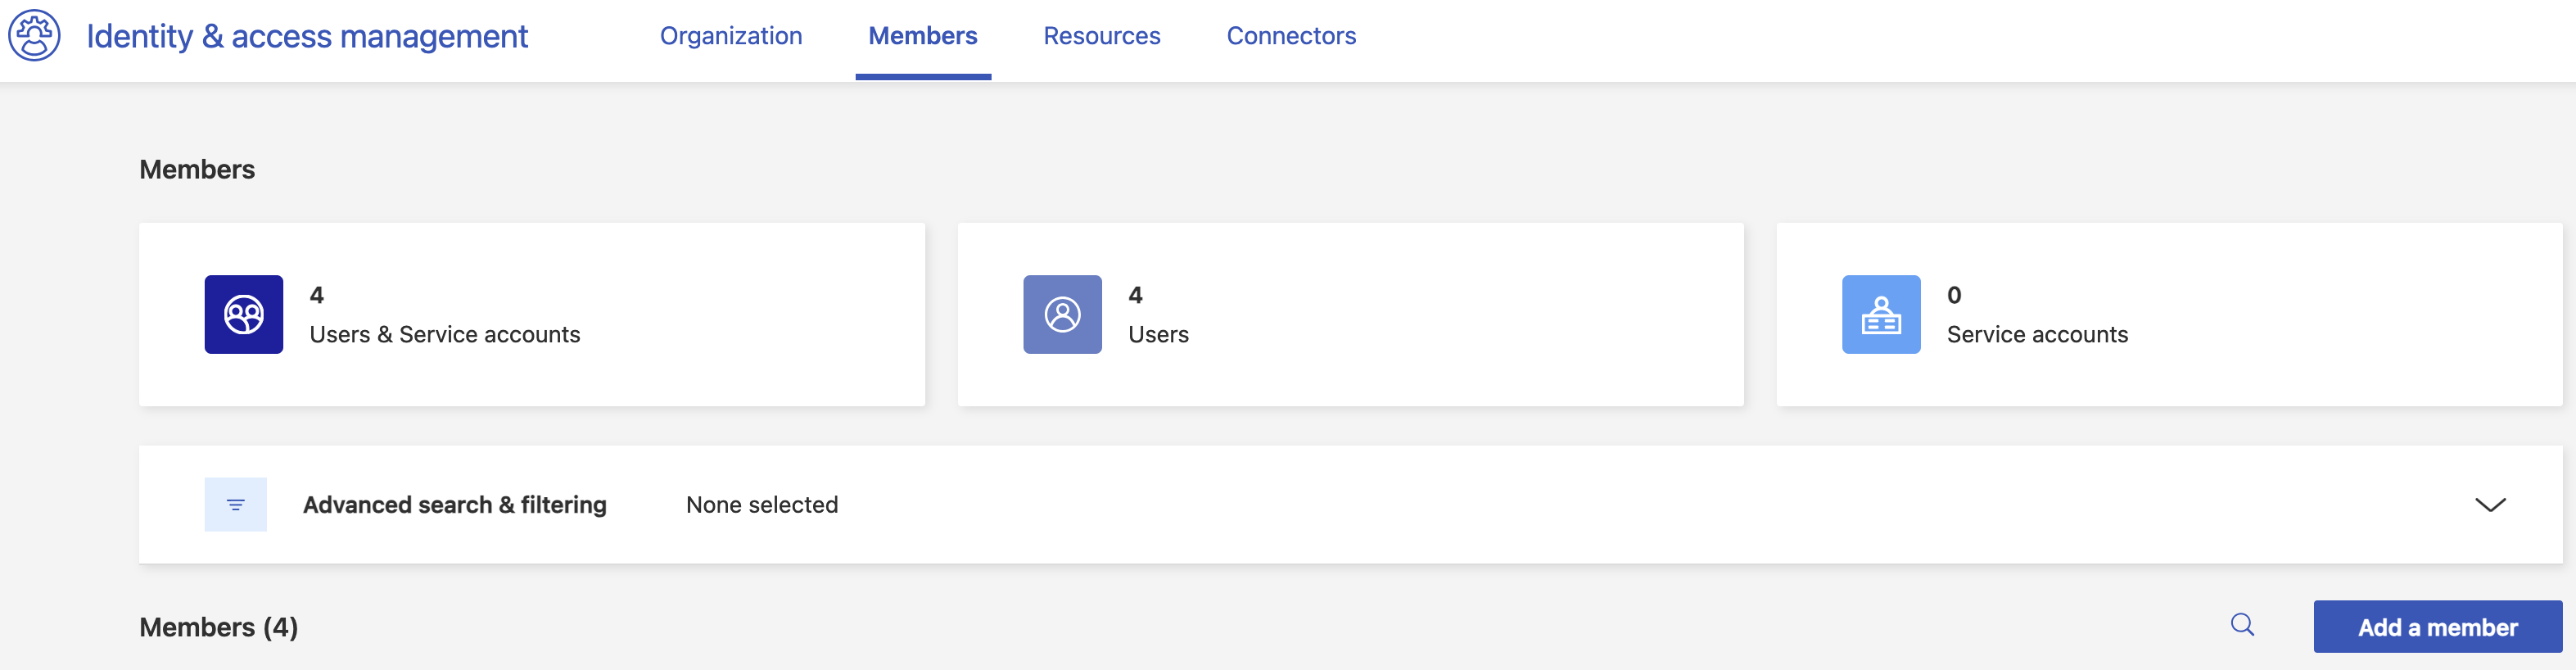 Identity & access management
Organization
Members
Resources
Connectors
Members
4
Users & Service accounts
4
Users
0
Service accounts
Advanced search & filtering
None selected
Members (4)
Add a member